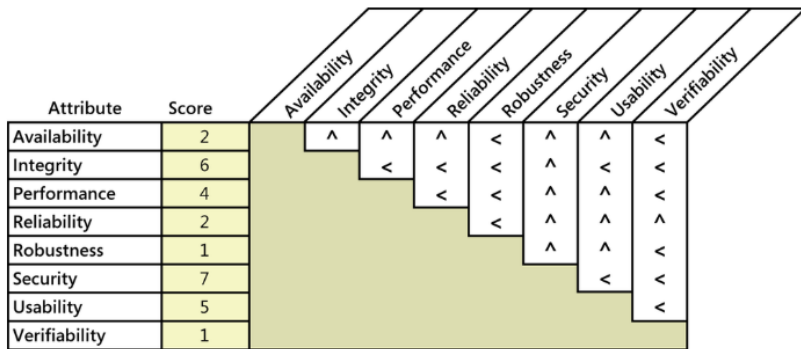 Attribute Score Availability Integrity Performance Reliability Robustness Security Usability Verifiability
Availability 2 ^ ^ ^ < ^ ^ <
Integrity 6 < < < ^ < <
Performance 4 < < ^ ^ <
Reliability 2 < ^ ^ ^
Robustness 1 ^ ^ <
Security 7 < <
Usability 5 <
Verifiability 1